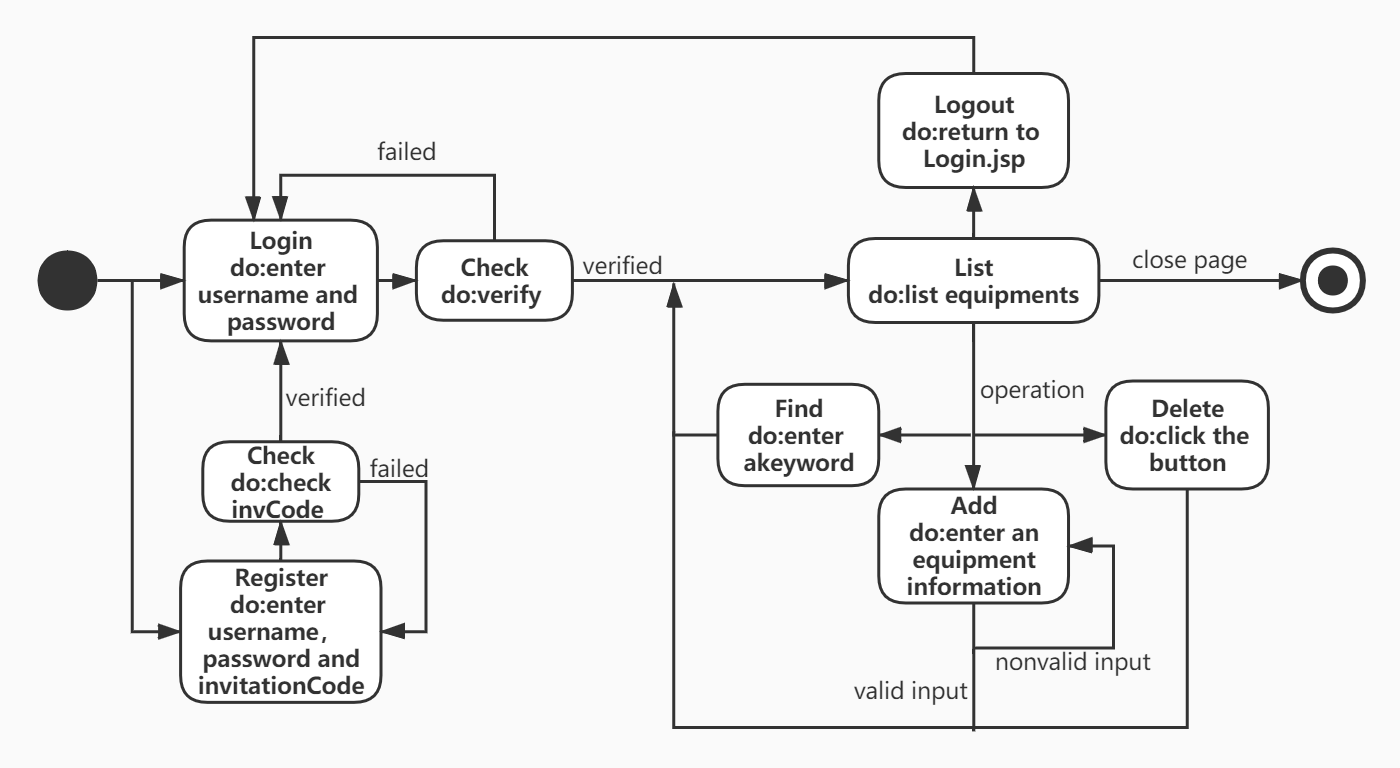 Logout
do:return to
Login.jsp
failed
Login
do:enter
username and
password
Check
do:verify
verified
List
do:list equipments
close page
verified
operation
Find
do:enter
akeyword
Delete
do:click the
button
Check
do:check
invCode
failed
Add
do:enter an
equipment
information
Register
do:enter
username，
password and
invitationCode
nonvalid input
valid input